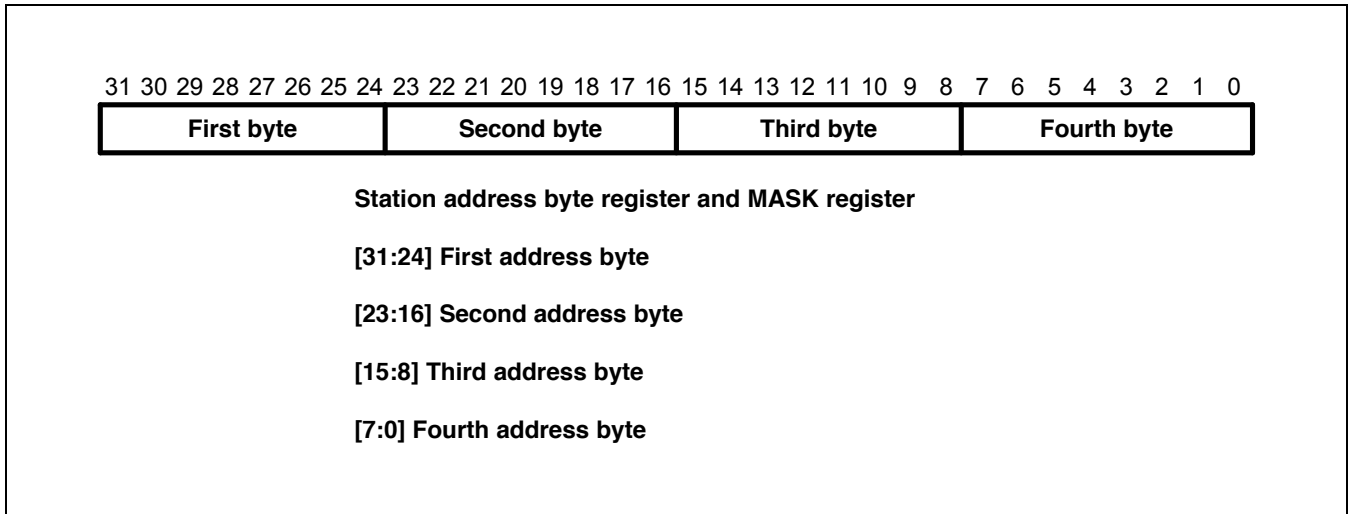 31 30 29 28 27 26 25 24 23 22 21 20 19 18 17 16 15 14 13 12 11 10 9 8 7 6 5 4 3 2 1 0
First byte Second byte Third byte Fourth byte
Station address byte register and MASK register
[31:24] First address byte
[23:16] Second address byte
[15:8] Third address byte
[7:0] Fourth address byte